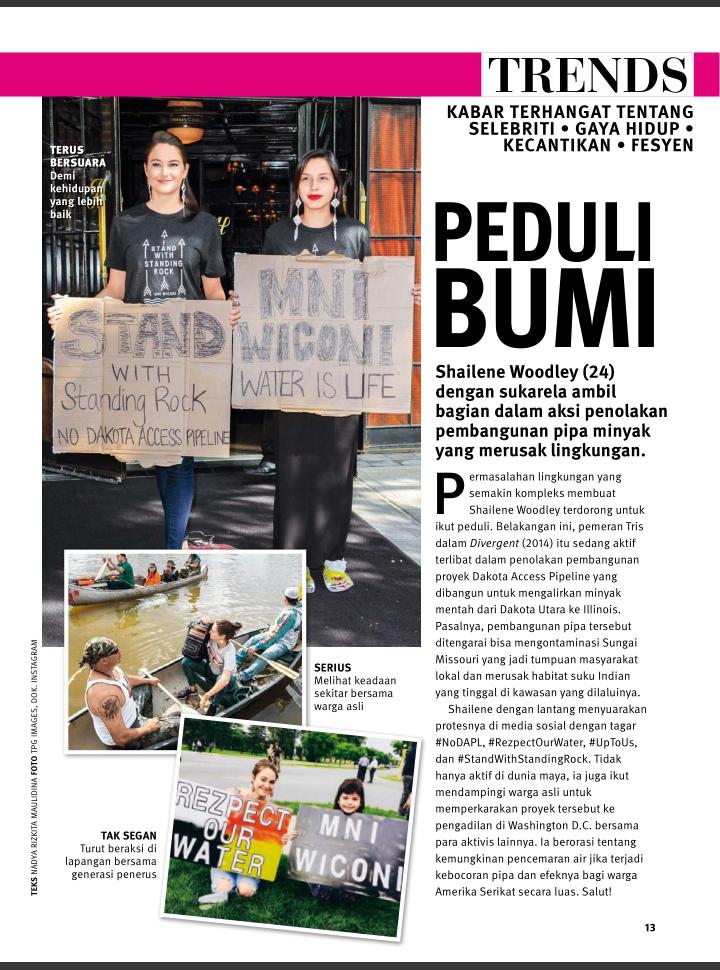 TRENDS
KABAR TERHANGAT TENTANG
SELEBRITI • GAYA HIDUP •
KECANTIKAN • FESYEN
TERUS
BERSUARA
Demi
kehidupan
yang lebih
baik
I STAND
WITH
STANDING
ROCK
MNI WICONI
STAND
WITH
Standing Rock
NO DAKOTA ACCESS PIPELINE
MNI
WICONI
WATER IS LIFE
PEDULI
BUMI
Shailene Woodley (24)
dengan sukarela ambil
bagian dalam aksi penolakan
pembangunan pipa minyak
yang merusak lingkungan.
Permasalahan lingkungan yang
semakin kompleks membuat
Shailene Woodley terdorong untuk
ikut peduli. Belakangan ini, pemeran Tris
dalam Divergent (2014) itu sedang aktif
terlibat dalam penolakan pembangunan
proyek Dakota Access Pipeline yang
dibangun untuk mengalirkan minyak
mentah dari Dakota Utara ke Illinois.
Pasalnya, pembangunan pipa tersebut
ditengarai bisa mengontaminasi Sungai
Missouri yang jadi tumpuan masyarakat
lokal dan merusak habitat suku Indian
yang tinggal di kawasan yang dilaluinya.
Shailene dengan lantang menyuarakan
protesnya di media sosial dengan tagar
#NoDAPL, #RezpectOurWater, #UpToUs,
dan #StandWithStandingRock. Tidak
hanya aktif di dunia maya, ia juga ikut
mendampingi warga asli untuk
memperkarakan proyek tersebut ke
pengadilan di Washington D.C. bersama
para aktivis lainnya. Ia berorasi tentang
kemungkinan pencemaran air jika terjadi
kebocoran pipa dan efeknya bagi warga
Amerika Serikat secara luas. Salut!
SERIUS
Melihat keadaan
sekitar bersama
warga asli
TAK SEGAN
Turut beraksi di
lapangan bersama
generasi penerus
REZPECT
OUR
WATER
MNI
WICONI
TEKS NADYA RIZKITA MAULIDINA FOTO TPG IMAGES, DOK. INSTAGRAM
13